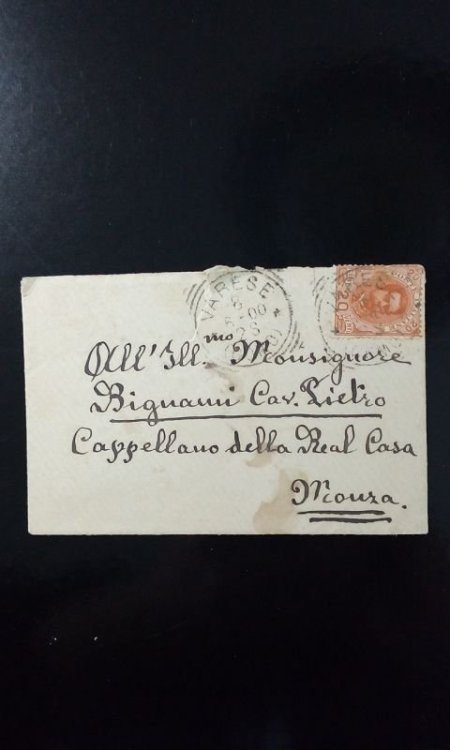 VARESE
All'Ill.mo Monsignore
Bignami Cav. Pietro
Cappellano della Real Casa
Monza.